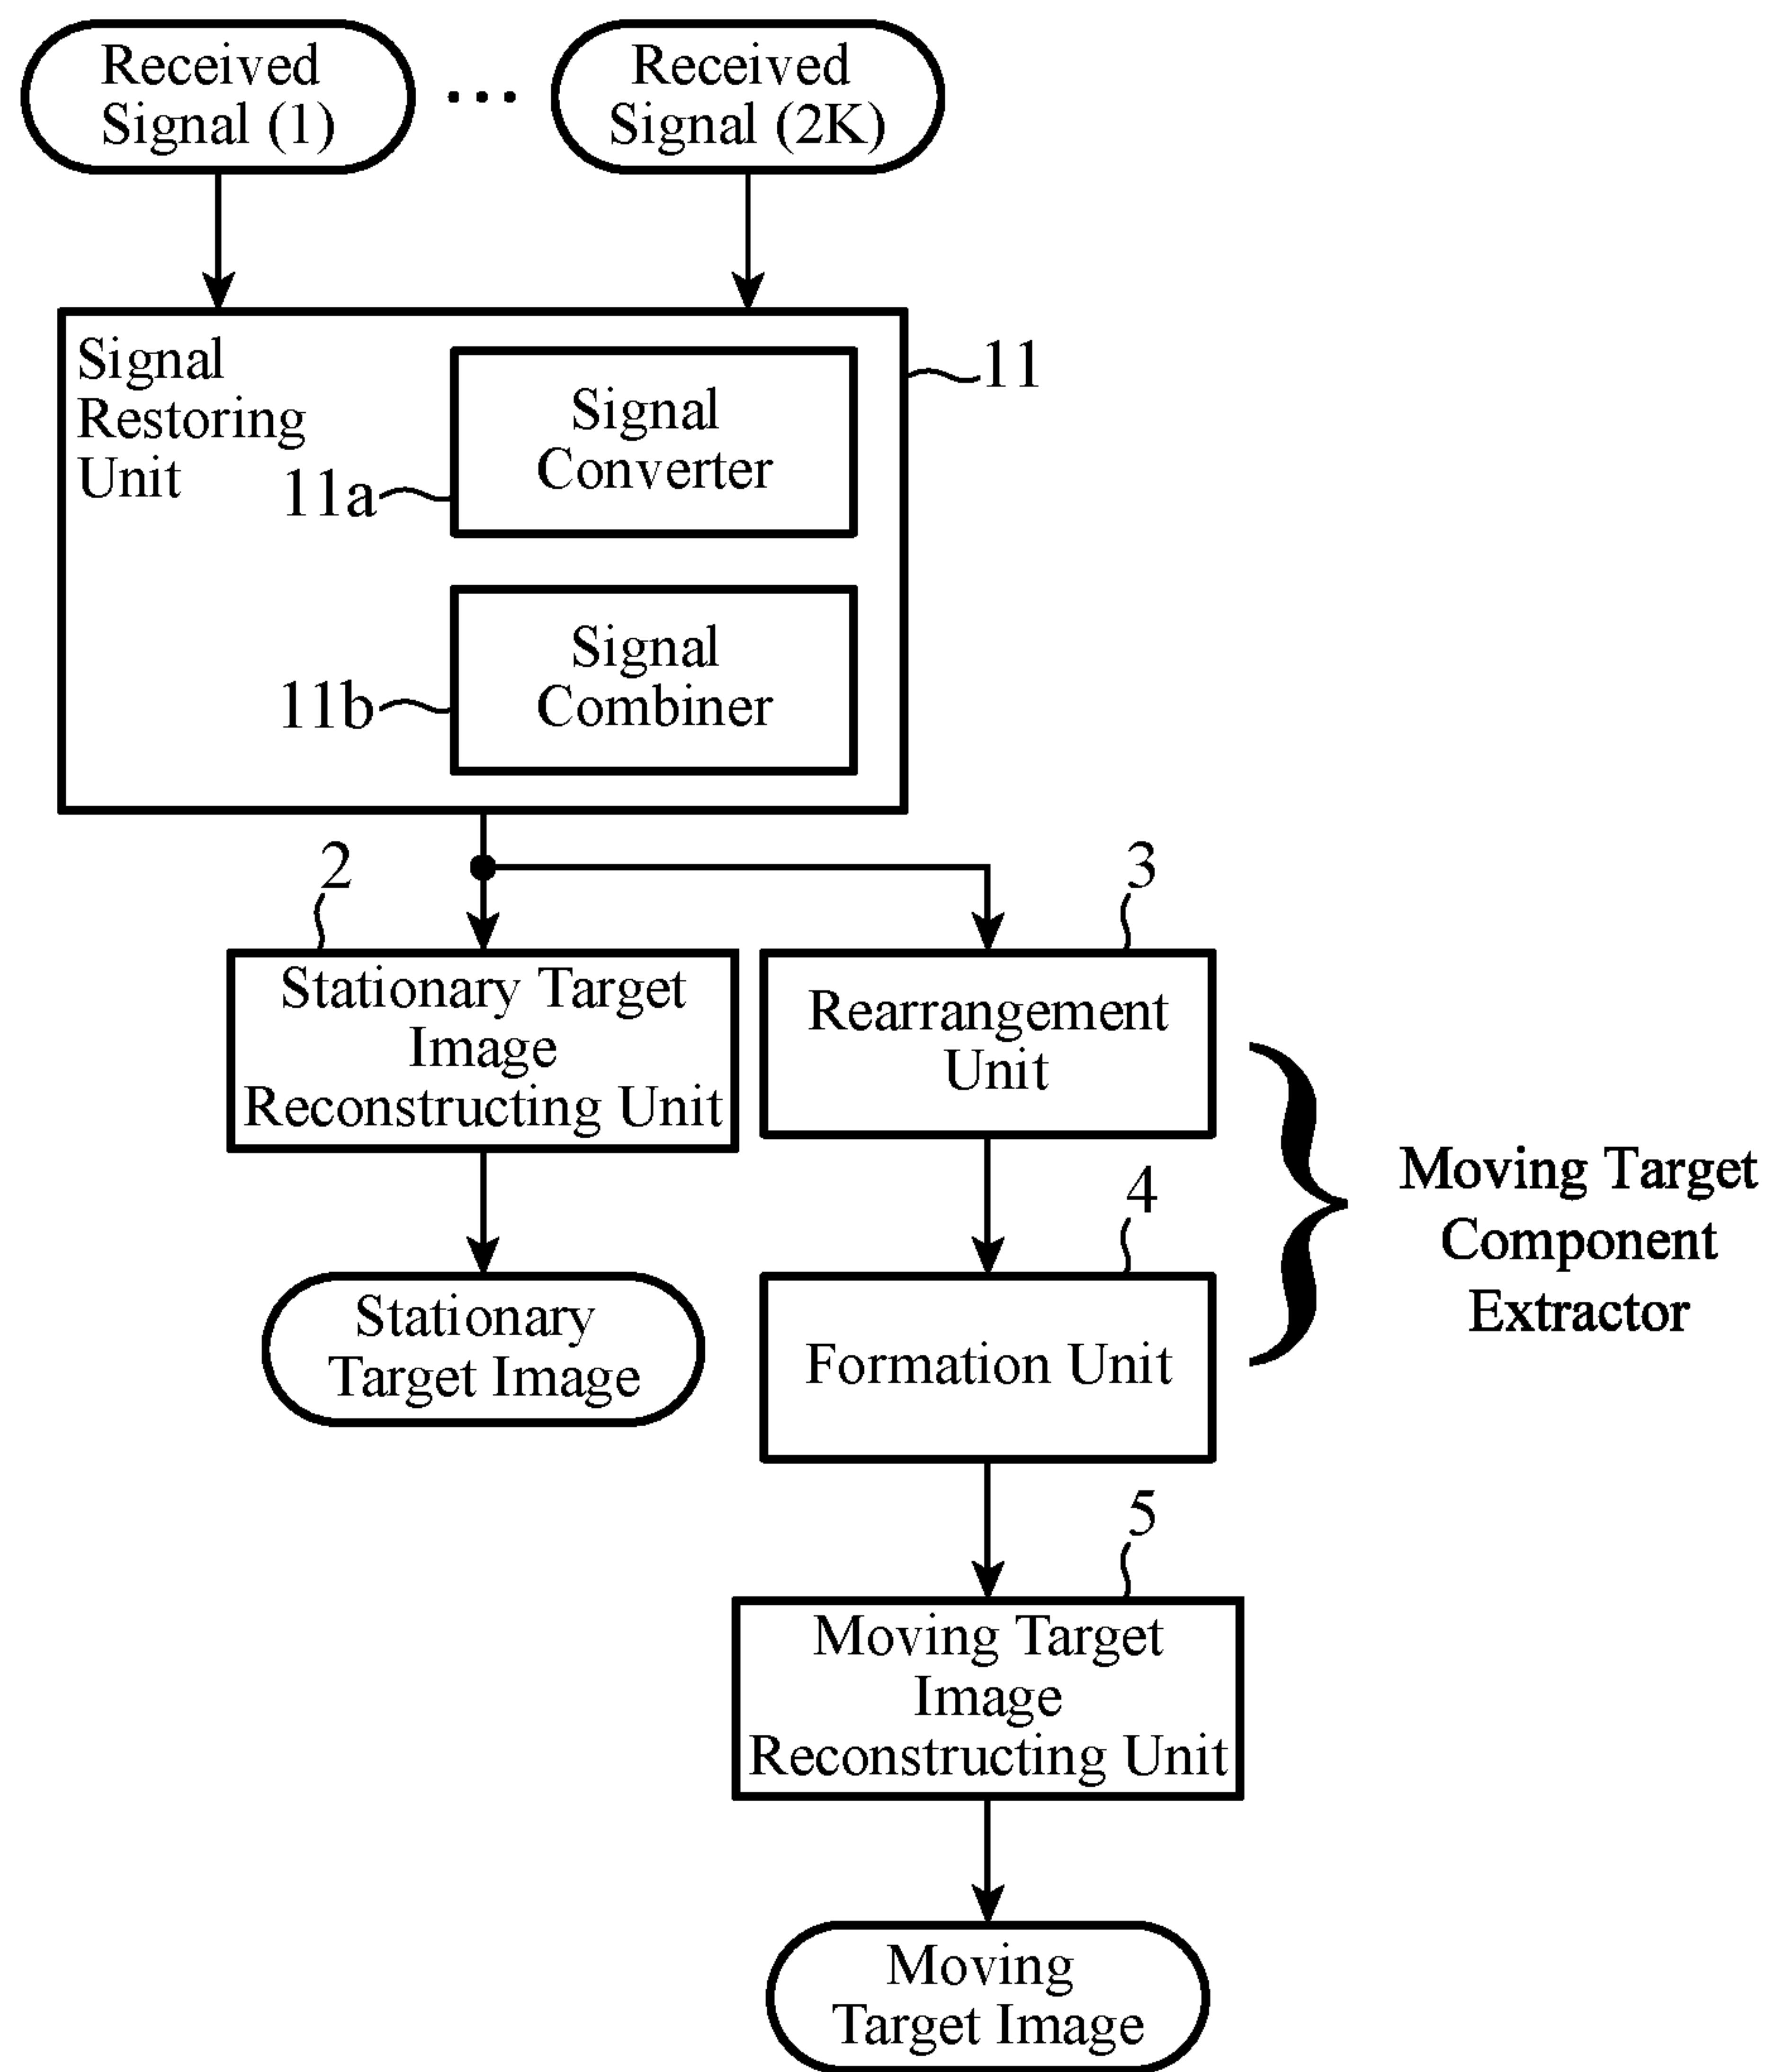 Received
Signal (1)
...
Received
Signal (2K)
Signal
Restoring
Unit
11
Signal
Converter
11a
Signal
Combiner
11b
2
Stationary Target
Image
Reconstructing Unit
3
Rearrangement
Unit
4
Formation Unit
Moving Target
Component
Extractor
Stationary
Target Image
5
Moving Target
Image
Reconstructing Unit
Moving
Target Image